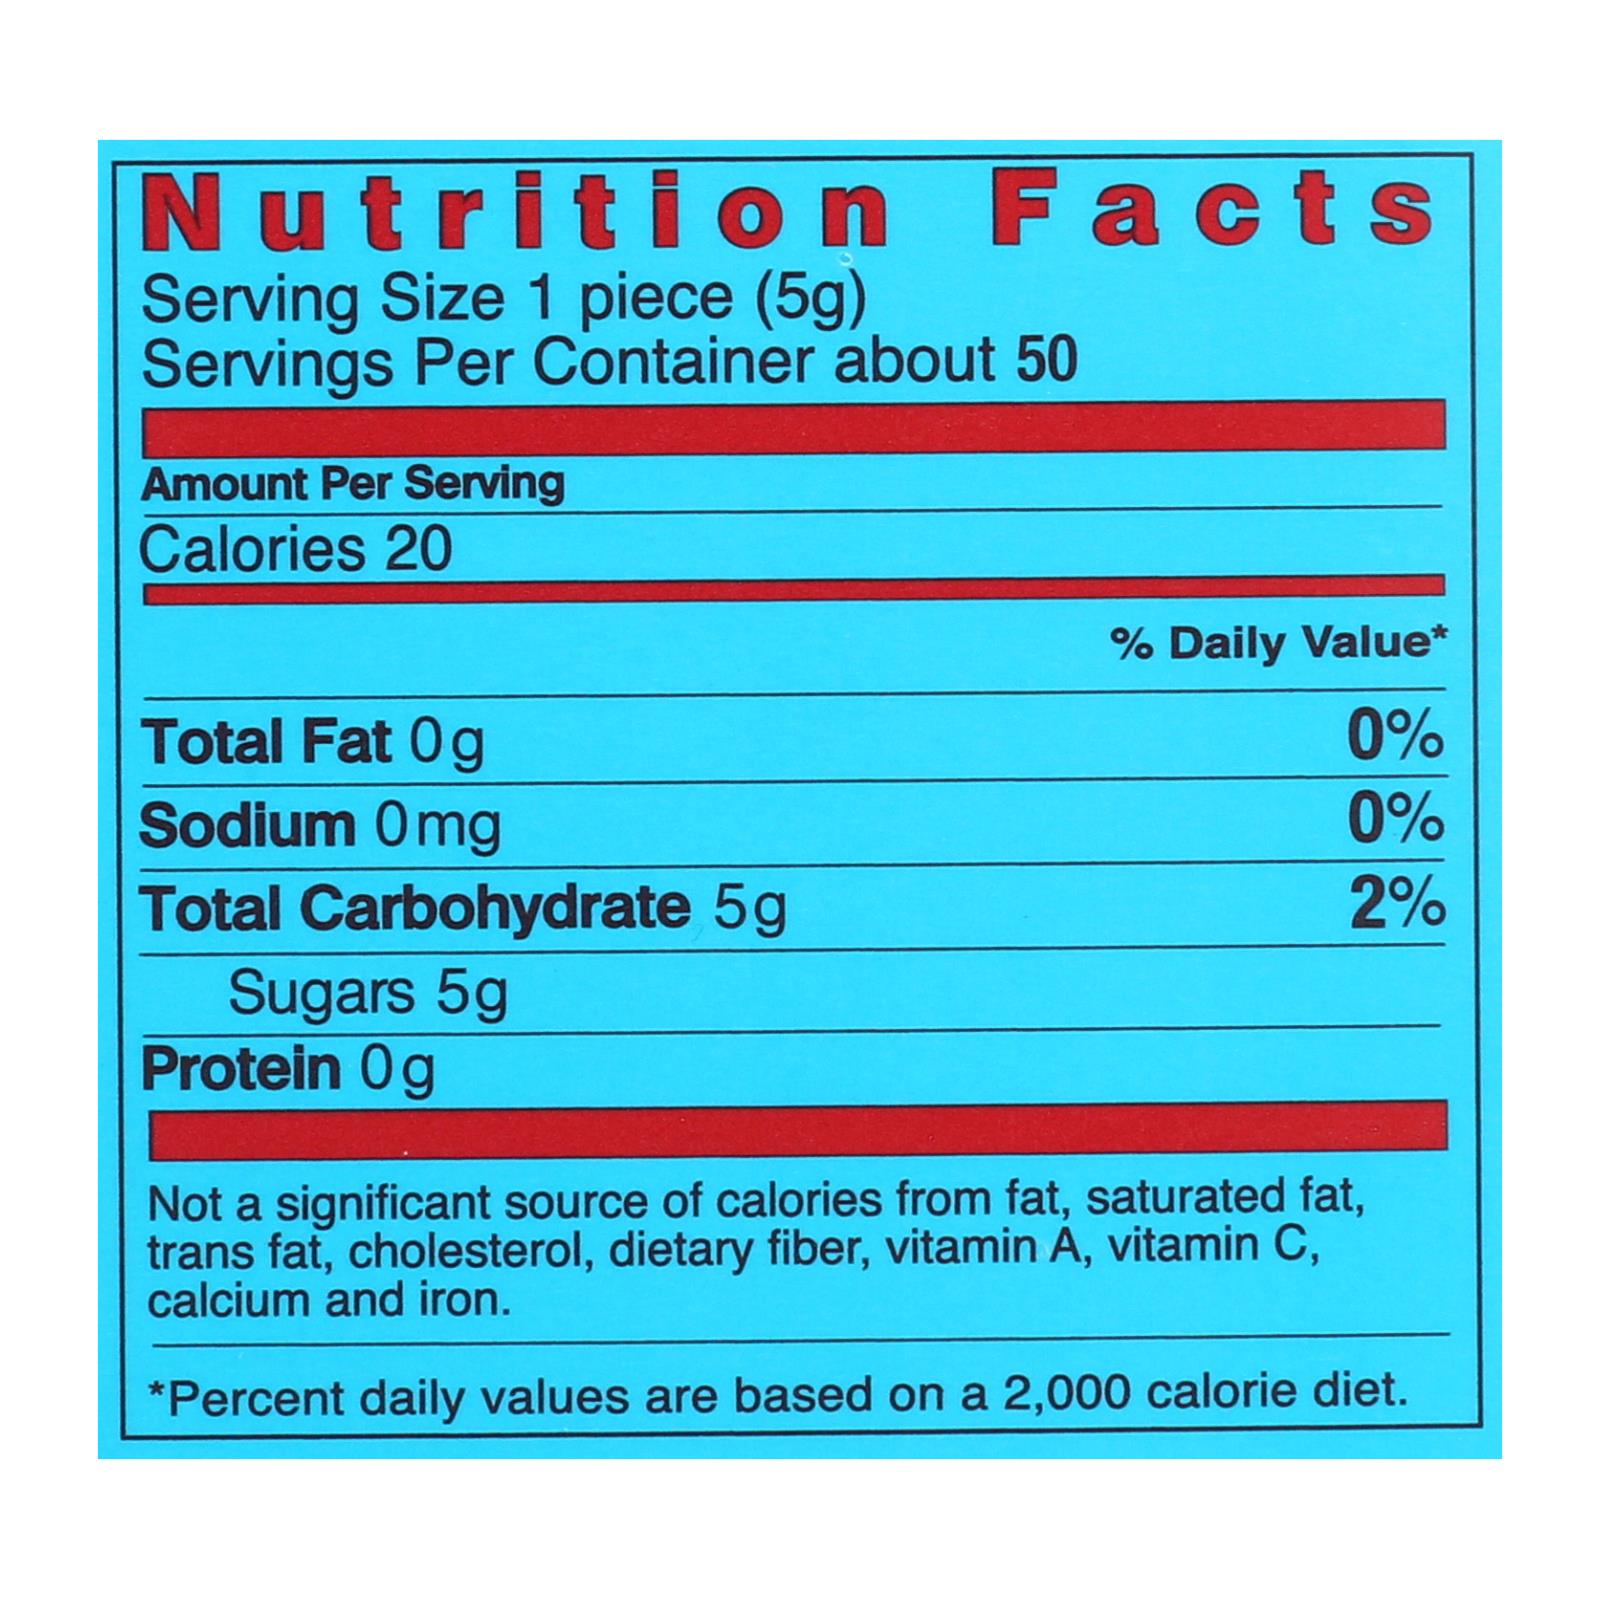 Nutrition Facts
Serving Size 1 piece (5g)
Servings Per Container about 50
Amount Per Serving
Calories 20
% Daily Value*
Total Fat 0g 0%
Sodium 0mg 0%
Total Carbohydrate 5g 2%
Sugars 5g
Protein 0g
Not a significant source of calories from fat, saturated fat,
trans fat, cholesterol, dietary fiber, vitamin A, vitamin C,
calcium and iron.
*Percent daily values are based on a 2,000 calorie diet.